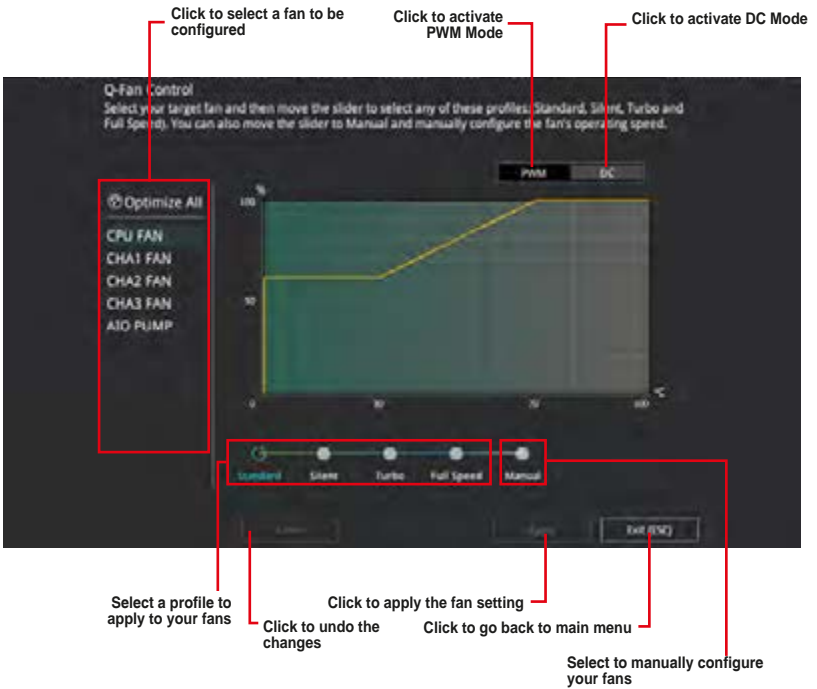 Click to select a fan to be
configured
Click to activate
PWM Mode
Click to activate DC Mode
Q-Fan Control
Select your target fan and then move the slider to select any of these profiles: Standard, Silent, Turbo and
Full Speed). You can also move the slider to Manual and manually configure the fan's operating speed.
PWM DC
Optimize All
CPU FAN
CHA1 FAN
CHA2 FAN
CHA3 FAN
AIO PUMP
%
100
50
0 30 70 100
°C
Standard Silent Turbo Full Speed Manual
Exit (ESC)
Select a profile to
apply to your fans
Click to undo the
changes
Click to apply the fan setting
Click to go back to main menu
Select to manually configure
your fans